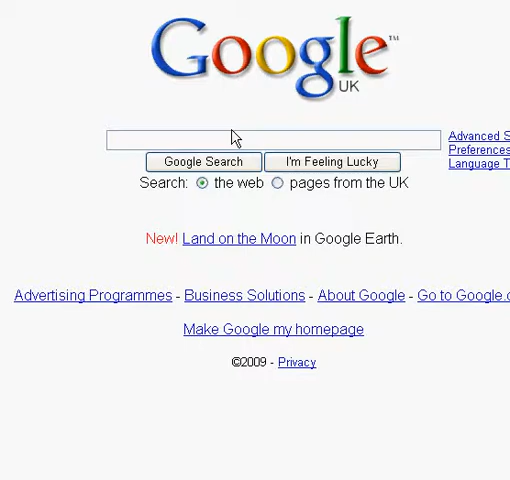 Google™
UK
Advanced S
Preferences
Language T
Google Search I'm Feeling Lucky
Search: the web pages from the UK
New! Land on the Moon in Google Earth.
Advertising Programmes - Business Solutions - About Google - Go to Google.c
Make Google my homepage
©2009 - Privacy